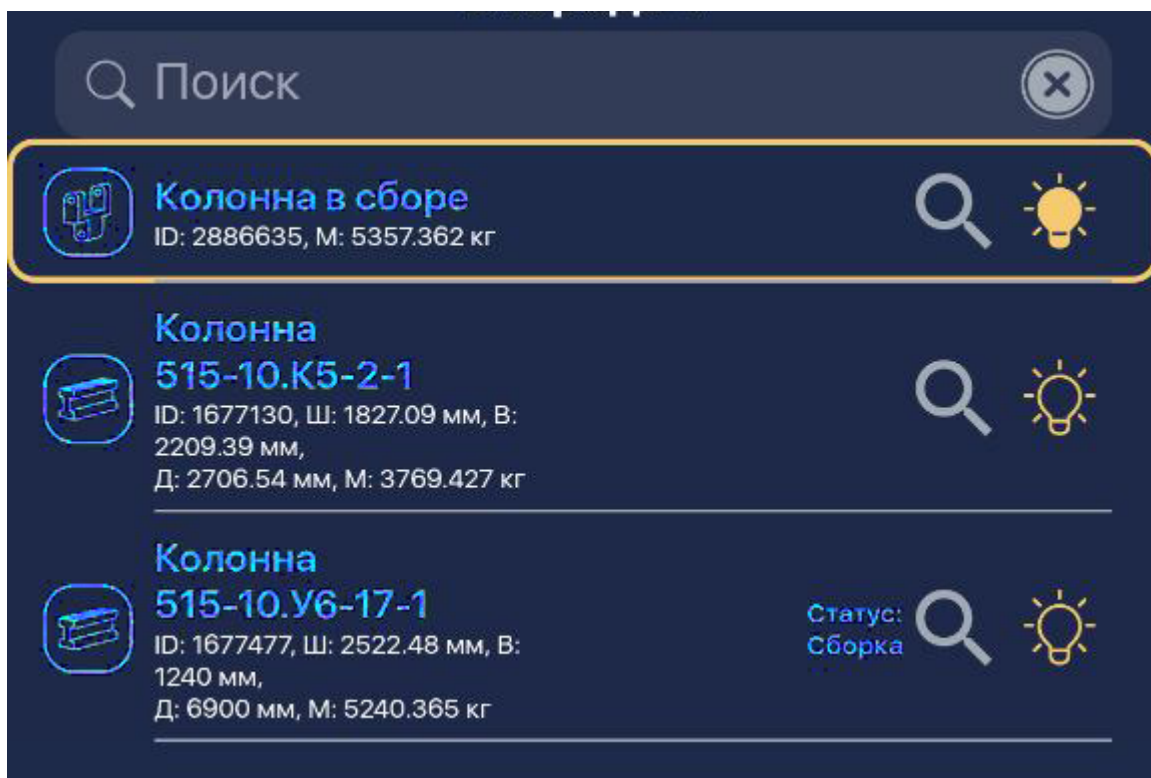 Поиск
Колонна в сборе
ID: 2886635, М: 5357.362 кг
Колонна
515-10.К5-2-1
ID: 1677130, Ш: 1827.09 мм, В:
2209.39 мм,
Д: 2706.54 мм, М: 3769.427 кг
Колонна
515-10.У6-17-1
ID: 1677477, Ш: 2522.48 мм, В:
1240 мм,
Д: 6900 мм, М: 5240.365 кг
Статус:
Сборка